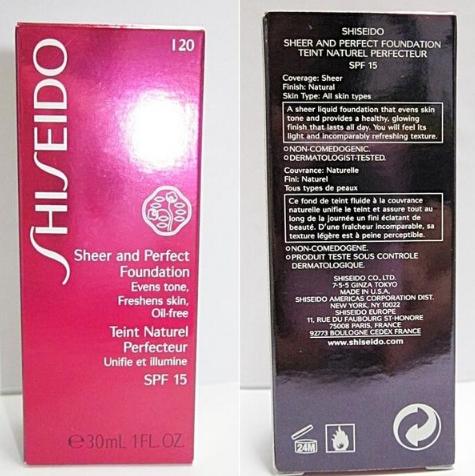 120
SHISEIDO
Sheer and Perfect
Foundation
Evens tone,
Freshens skin,
Oil-free
Teint Naturel
Perfecteur
Unifie et illumine
SPF 15
℮30mL 1FL.OZ.
SHISEIDO
SHEER AND PERFECT FOUNDATION
TEINT NATUREL PERFECTEUR
SPF 15
Coverage: Sheer
Finish: Natural
Skin Type: All skin types
A sheer liquid foundation that evens skin
tone and provides a healthy, glowing
finish that lasts all day. You will feel its
light and incomparably refreshing texture.
○NON-COMEDOGENIC.
○DERMATOLOGIST-TESTED.
Couvrance: Naturelle
Fini: Naturel
Tous types de peaux
Ce fond de teint fluide à la couvrance
naturelle unifie le teint et assure tout au
long de la journée un fini éclatant de
beauté. D'une fraîcheur incomparable, sa
texture légère est à peine perceptible.
○NON-COMEDOGENE.
○PRODUIT TESTE SOUS CONTROLE
DERMATOLOGIQUE.
SHISEIDO CO., LTD.
7-5-5 GINZA TOKYO
MADE IN U.S.A.
SHISEIDO AMERICAS CORPORATION DIST.
NEW YORK, NY 10022
SHISEIDO EUROPE
11, RUE DU FAUBOURG ST-HONORE
75008 PARIS, FRANCE
92773 BOULOGNE CEDEX FRANCE
www.shiseido.com
24M